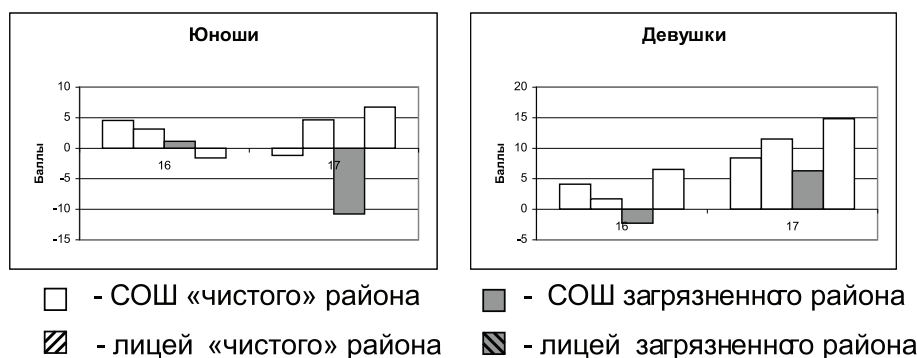 Юноши
Баллы
10
5
0
-5
-10
-15
16
17
Девушки
Баллы
20
15
10
5
0
-5
16
17
- СОШ «чистого» района
- СОШ загрязненного района
- лицей «чистого» района
- лицей загрязненного района